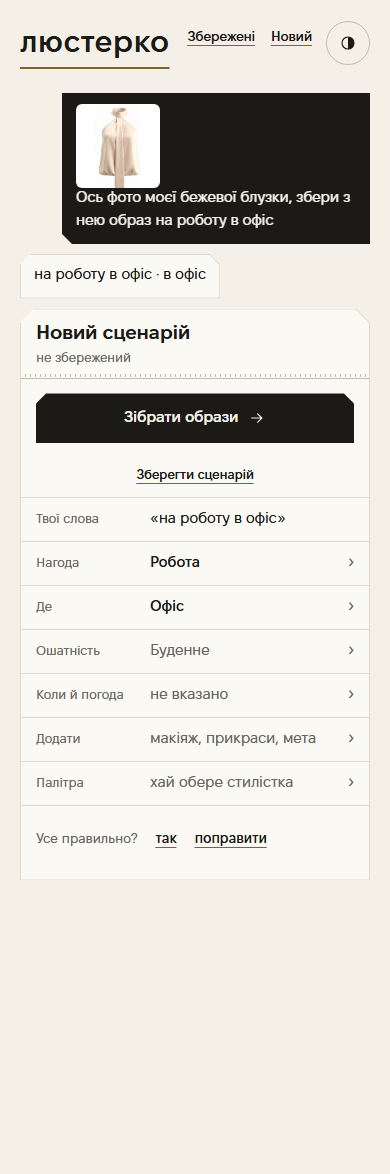 люстерко
Збережені
Новий
Ось фото моєї бежевої блузки, збери з
нею образ на роботу в офіс
на роботу в офіс · в офіс
Новий сценарій
не збережений
Зібрати образи →
Зберегти сценарій
Твої слова «на роботу в офіс»
Нагода Робота ›
Де Офіс ›
Ошатність Буденне ›
Коли й погода не вказано ›
Додати макіяж, прикраси, мета ›
Палітра хай обере стилістка ›
Усе правильно? так поправити